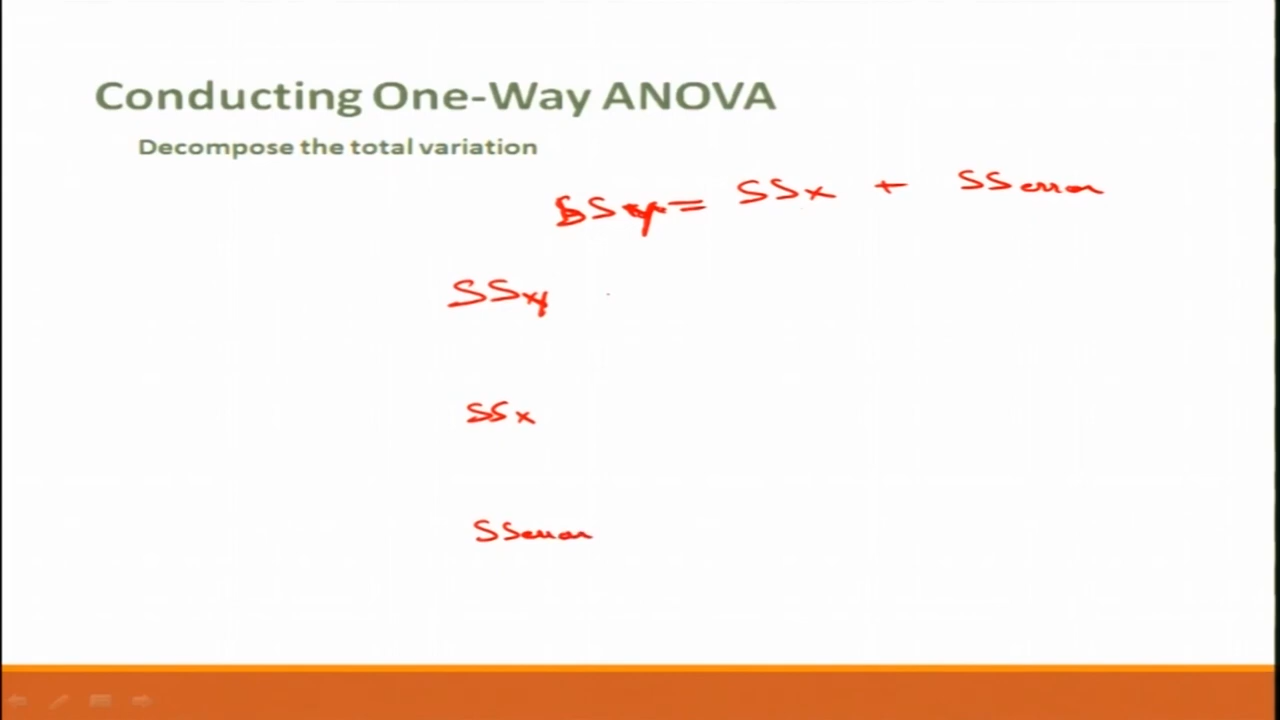 Conducting One-Way ANOVA
Decompose the total variation
SSy = SSx + SSerror
SSy
SSx
SSerror